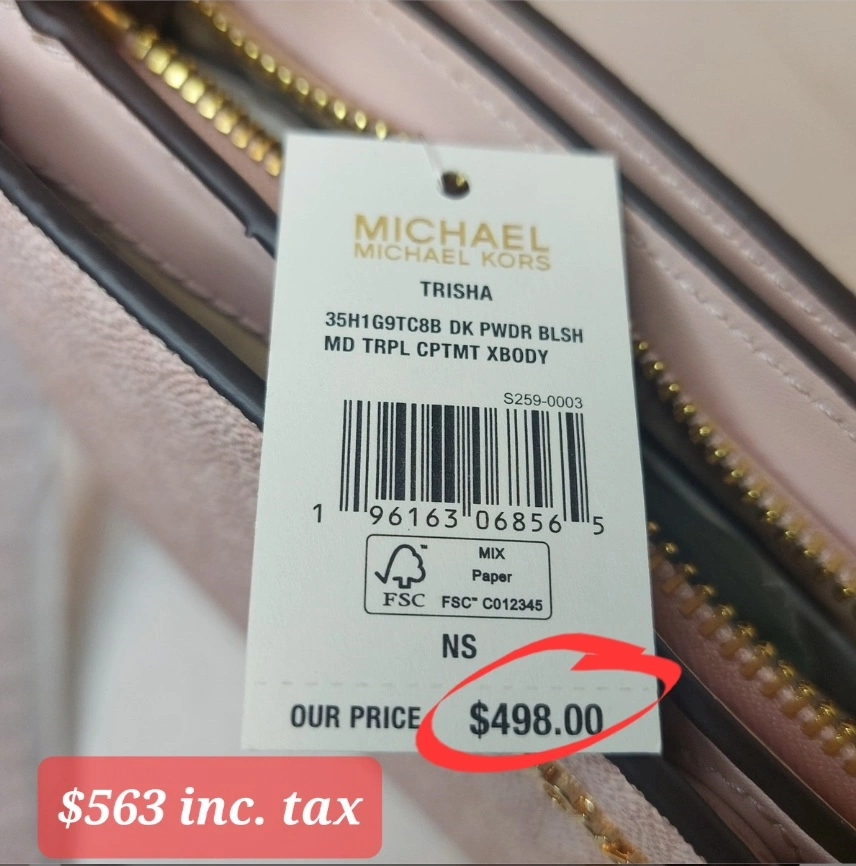 MICHAEL
MICHAEL KORS
TRISHA
35H1G9TC8B DK PWDR BLSH
MD TRPL CPTMT XBODY
S259-0003
1 96163 06856 5
FSC™
MIX
Paper
FSC™ C012345
NS
OUR PRICE $498.00
$563 inc. tax